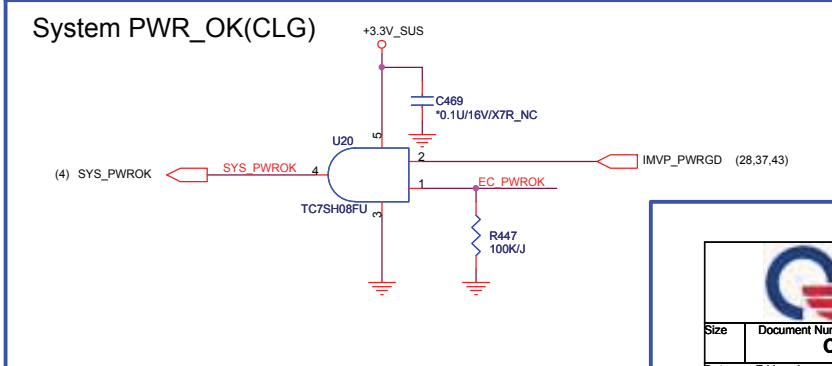 System PWR_OK(CLG)
+3.3V_SUS
C469
*0.1U/16V/X7R_NC
U20
5
2
IMVP_PWRGD (28,37,43)
(4) SYS_PWROK
SYS_PWROK
4
1
EC_PWROK
TC7SH08FU
3
R447
100K/J
Size
Document Nu